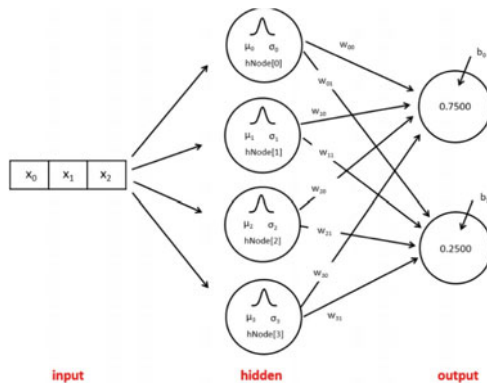 x₀ x₁ x₂
μ₀ σ₀
hNode[0]
μ₁ σ₁
hNode[1]
μ₂ σ₂
hNode[2]
μ₃ σ₃
hNode[3]
w₀₀
w₀₁
w₁₀
w₁₁
w₂₀
w₂₁
w₃₀
w₃₁
b₀
0.7500
0.2500
input hidden output